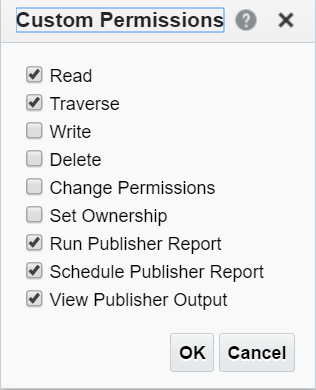 Custom Permissions ?
Read
Traverse
Write
Delete
Change Permissions
Set Ownership
Run Publisher Report
Schedule Publisher Report
View Publisher Output
OK Cancel